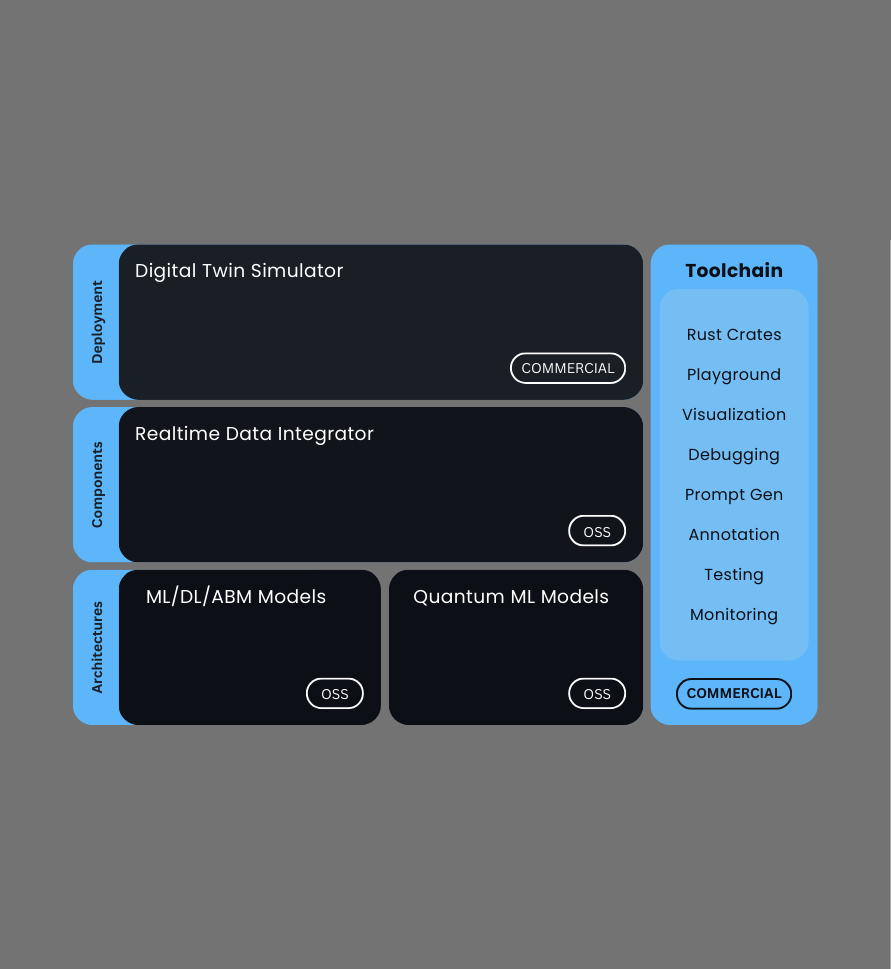 Deployment
Digital Twin Simulator
COMMERCIAL
Components
Realtime Data Integrator
OSS
Architectures
ML/DL/ABM Models
OSS
Quantum ML Models
OSS
Toolchain
Rust Crates
Playground
Visualization
Debugging
Prompt Gen
Annotation
Testing
Monitoring
COMMERCIAL